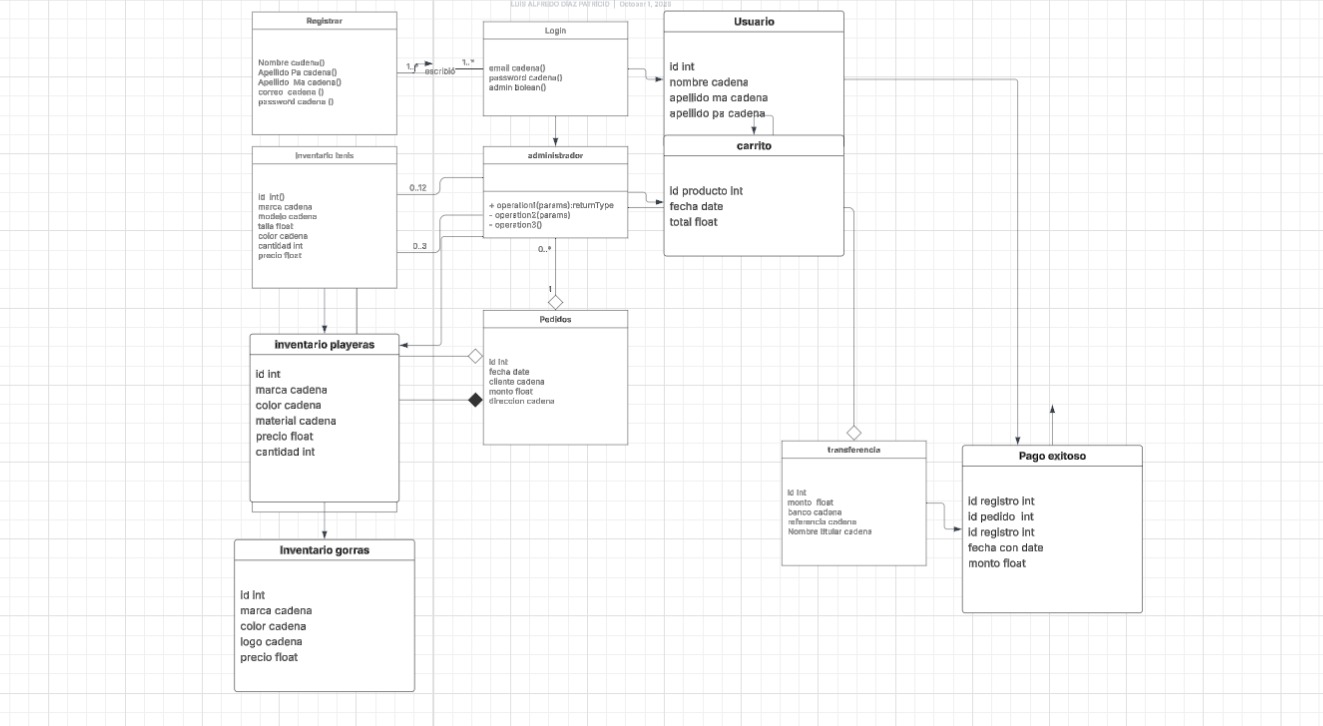 LUIS ALFREDO DÍAZ PATRICIO | October 1, 2025
Registrar
Nombre cadena()
Apellido Pa cadena()
Apellido Ma cadena()
correo cadena ()
password cadena ()
1..*
escribió
1..*
Login
email cadena()
password cadena()
admin bolean()
Usuario
id int
nombre cadena
apellido ma cadena
apellido pa cadena
inventario tenis
id int()
marca cadena
modelo cadena
talla float
color cadena
cantidad int
precio float
0..12
0..3
administrador
+ operation1(params):returnType
- operation2(params)
- operation3()
0..*
1
carrito
id producto int
fecha date
total float
inventario playeras
id int
marca cadena
color cadena
material cadena
precio float
cantidad int
Pedidos
id int
fecha date
cliente cadena
monto float
direccion cadena
transferencia
id int
monto float
banco cadena
referencia cadena
Nombre titular cadena
Pago exitoso
id registro int
id pedido int
id registro int
fecha con date
monto float
Inventario gorras
id int
marca cadena
color cadena
logo cadena
precio float